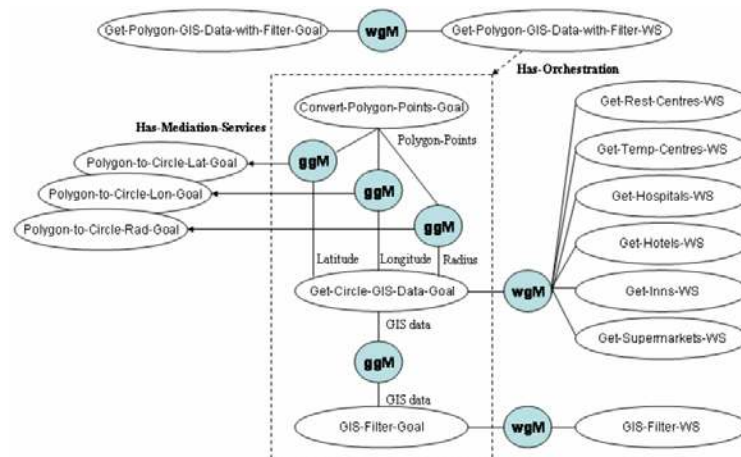 Get-Polygon-GIS-Data-with-Filter-Goal
wgM
Get-Polygon-GIS-Data-with-Filter-WS
Has-Orchestration
Convert-Polygon-Points-Goal
Get-Rest-Centres-WS
Has-Mediation-Services
Polygon-Points
ggM
Get-Temp-Centres-WS
Polygon-to-Circle-Lat-Goal
ggM
Polygon-to-Circle-Lon-Goal
Get-Hospitals-WS
ggM
Polygon-to-Circle-Rad-Goal
Get-Hotels-WS
Latitude
Longitude
Radius
Get-Circle-GIS-Data-Goal
wgM
Get-Inns-WS
GIS data
Get-Supermarkets-WS
ggM
GIS data
GIS-Filter-Goal
wgM
GIS-Filter-WS